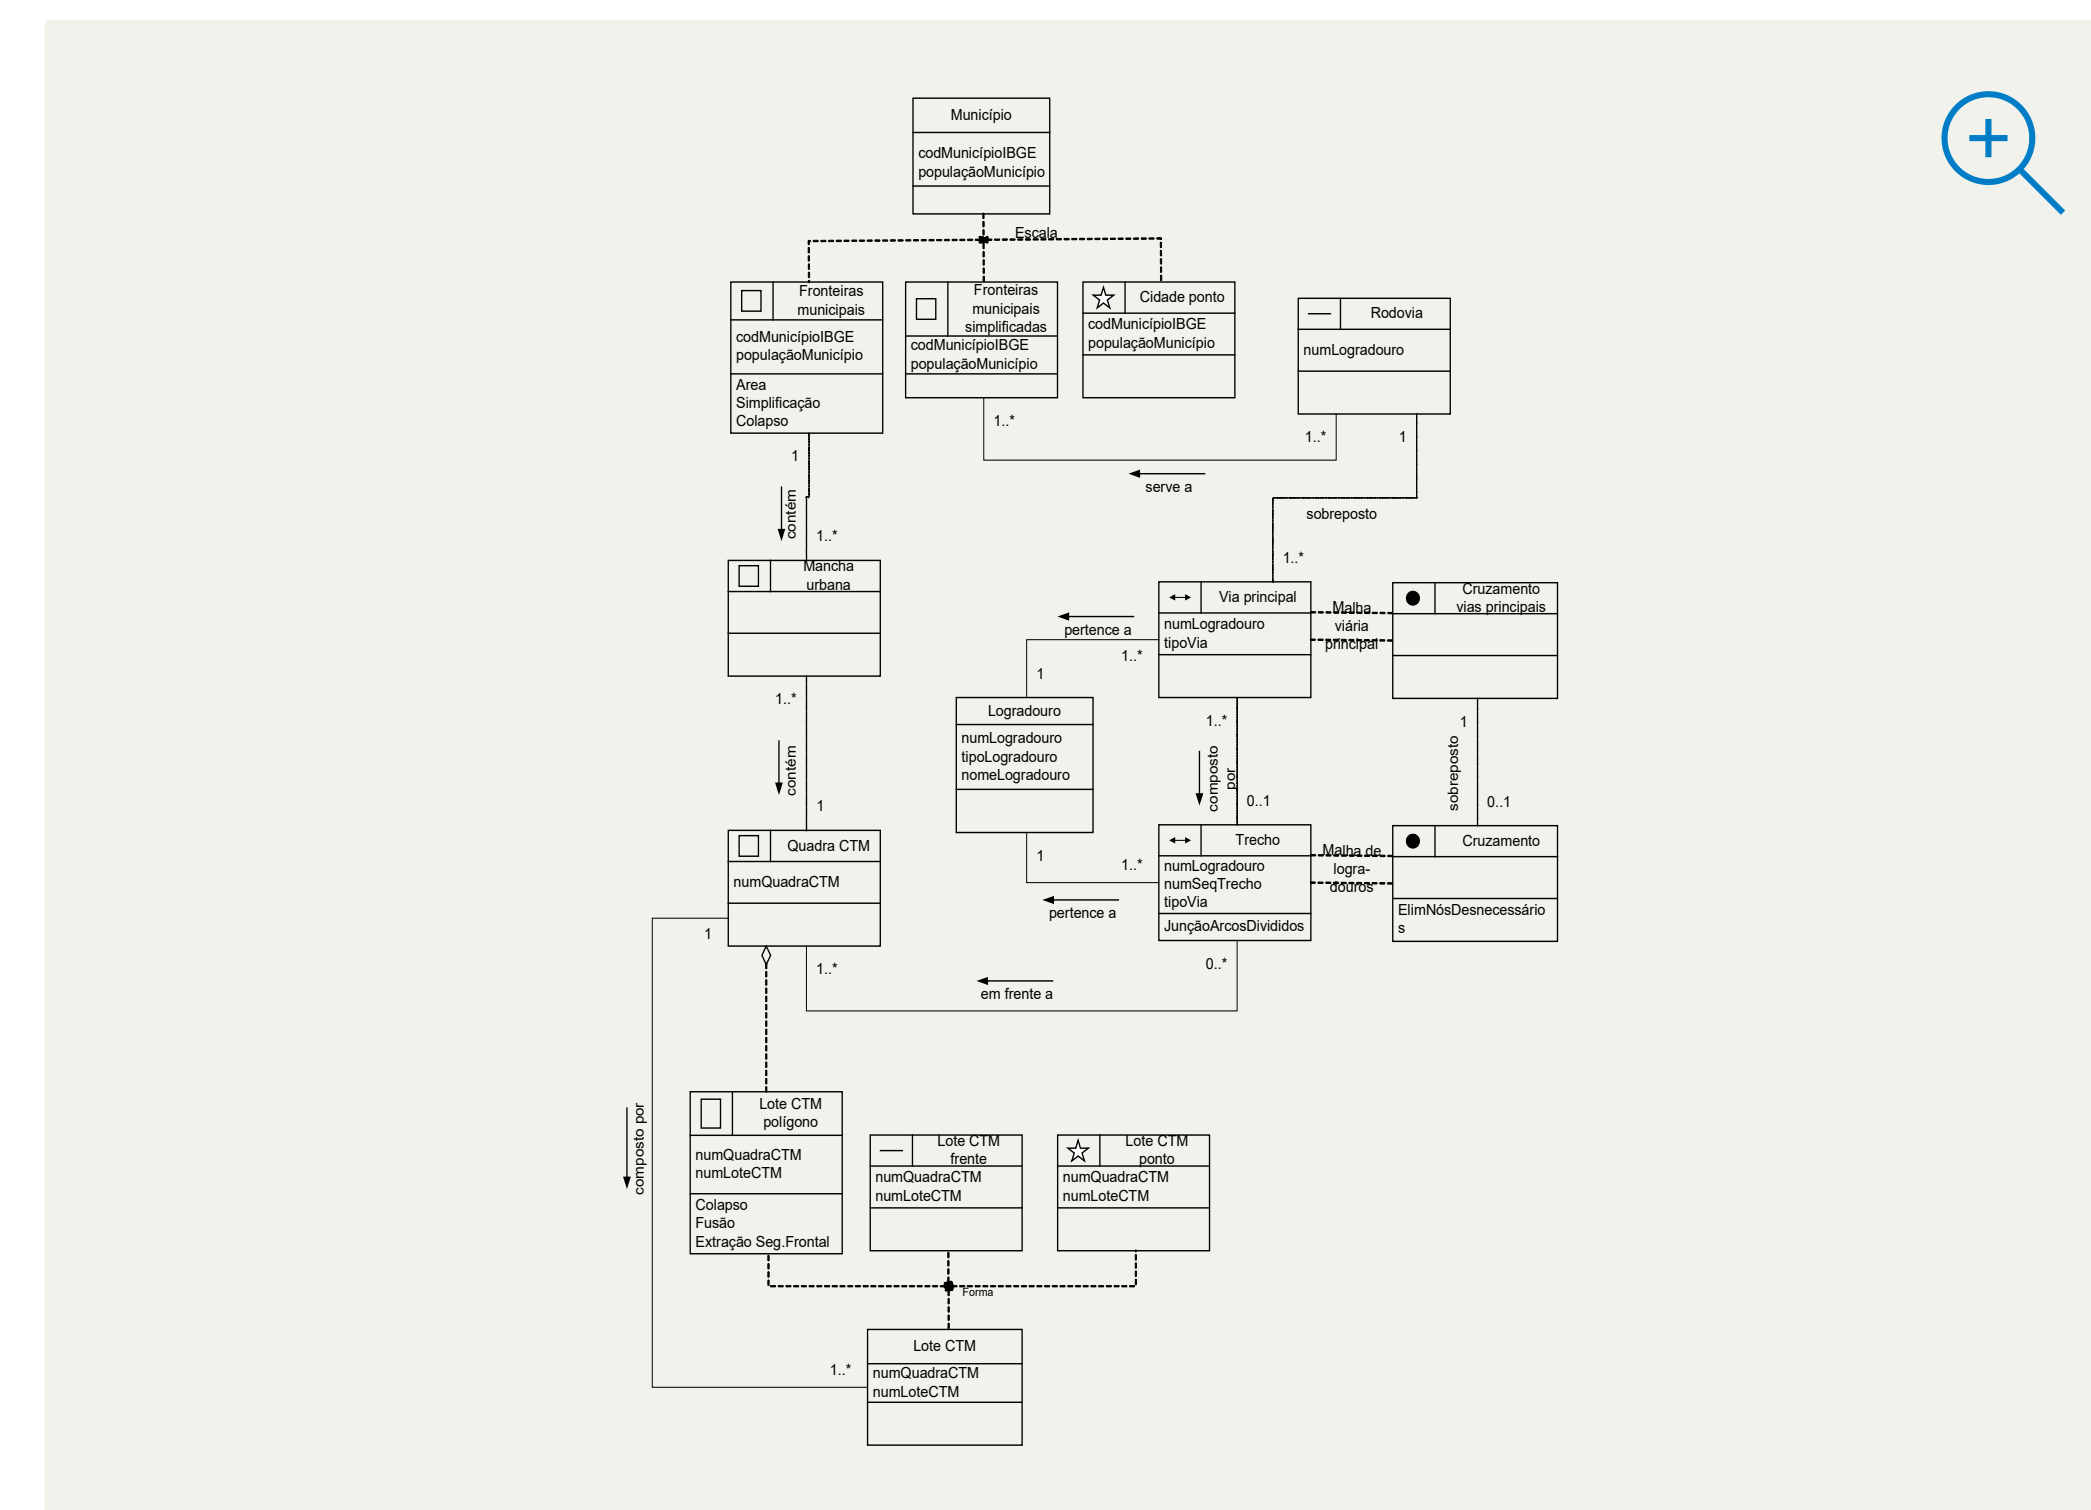 Município
codMunicípioIBGE
populaçãoMunicípio
Escala
Fronteiras
municipais
codMunicípioIBGE
populaçãoMunicípio
Area
Simplificação
Colapso
Fronteiras
municipais
simplificadas
codMunicípioIBGE
populaçãoMunicípio
Cidade ponto
codMunicípioIBGE
populaçãoMunicípio
Rodovia
numLogradouro
1..*
1..*
1
serve a
1
contém
1..*
sobreposto
1..*
Mancha
urbana
Via principal
numLogradouro
tipoVia
Malha
viária
principal
Cruzamento
vias principais
pertence a
1..*
1
1..*
contém
1
Logradouro
numLogradouro
tipoLogradouro
nomeLogradouro
1..*
composto
por
0..1
1
sobreposto
0..1
Quadra CTM
numQuadraCTM
1
1..*
pertence a
Trecho
numLogradouro
numSeqTrecho
tipoVia
JunçãoArcosDivididos
Malha de
logra-
douros
Cruzamento
ElimNósDesnecessário
s
1
1..*
0..*
em frente a
composto por
Lote CTM
polígono
numQuadraCTM
numLoteCTM
Colapso
Fusão
Extração Seg.Frontal
Lote CTM
frente
numQuadraCTM
numLoteCTM
Lote CTM
ponto
numQuadraCTM
numLoteCTM
Forma
1..*
Lote CTM
numQuadraCTM
numLoteCTM